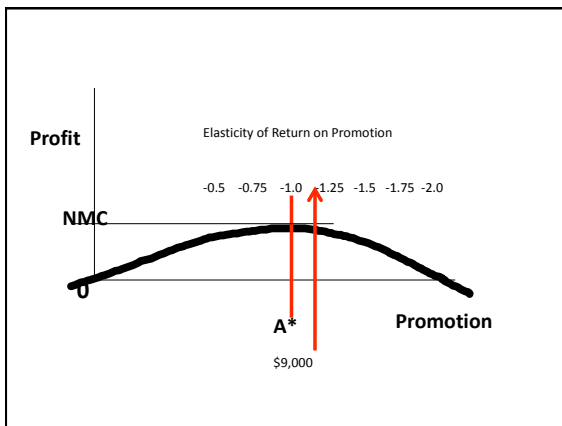 Elasticity of Return on Promotion
Profit
-0.5 -0.75 -1.0 -1.25 -1.5 -1.75 -2.0
NMC
0
A*
Promotion
$9,000